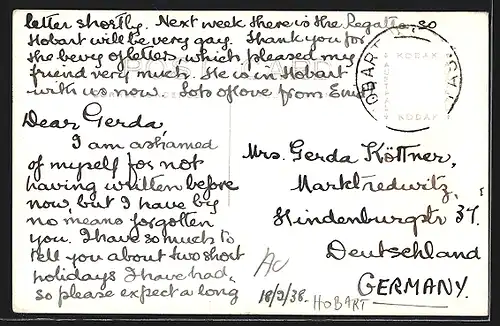 letter shortly. Next week there is the Regatta, so
Hobart will be very gay. Thank you for
the bevy of letters, which pleased my
friend very much. He is in Hobart
with us now. Lots of love from
Dear Gerda,
I am ashamed
of myself for not
having written before
now but I have by
no means forgotten
you. I have so much to
tell you about two short
holidays I have had,
so please expect a long
Mrs. Gerda Köttner,
Marktredwitz,
Hindenburgstr 37.
Deutschland
GERMANY.
18/2/38.
HOBART
HOBART
KODAK
KODAK